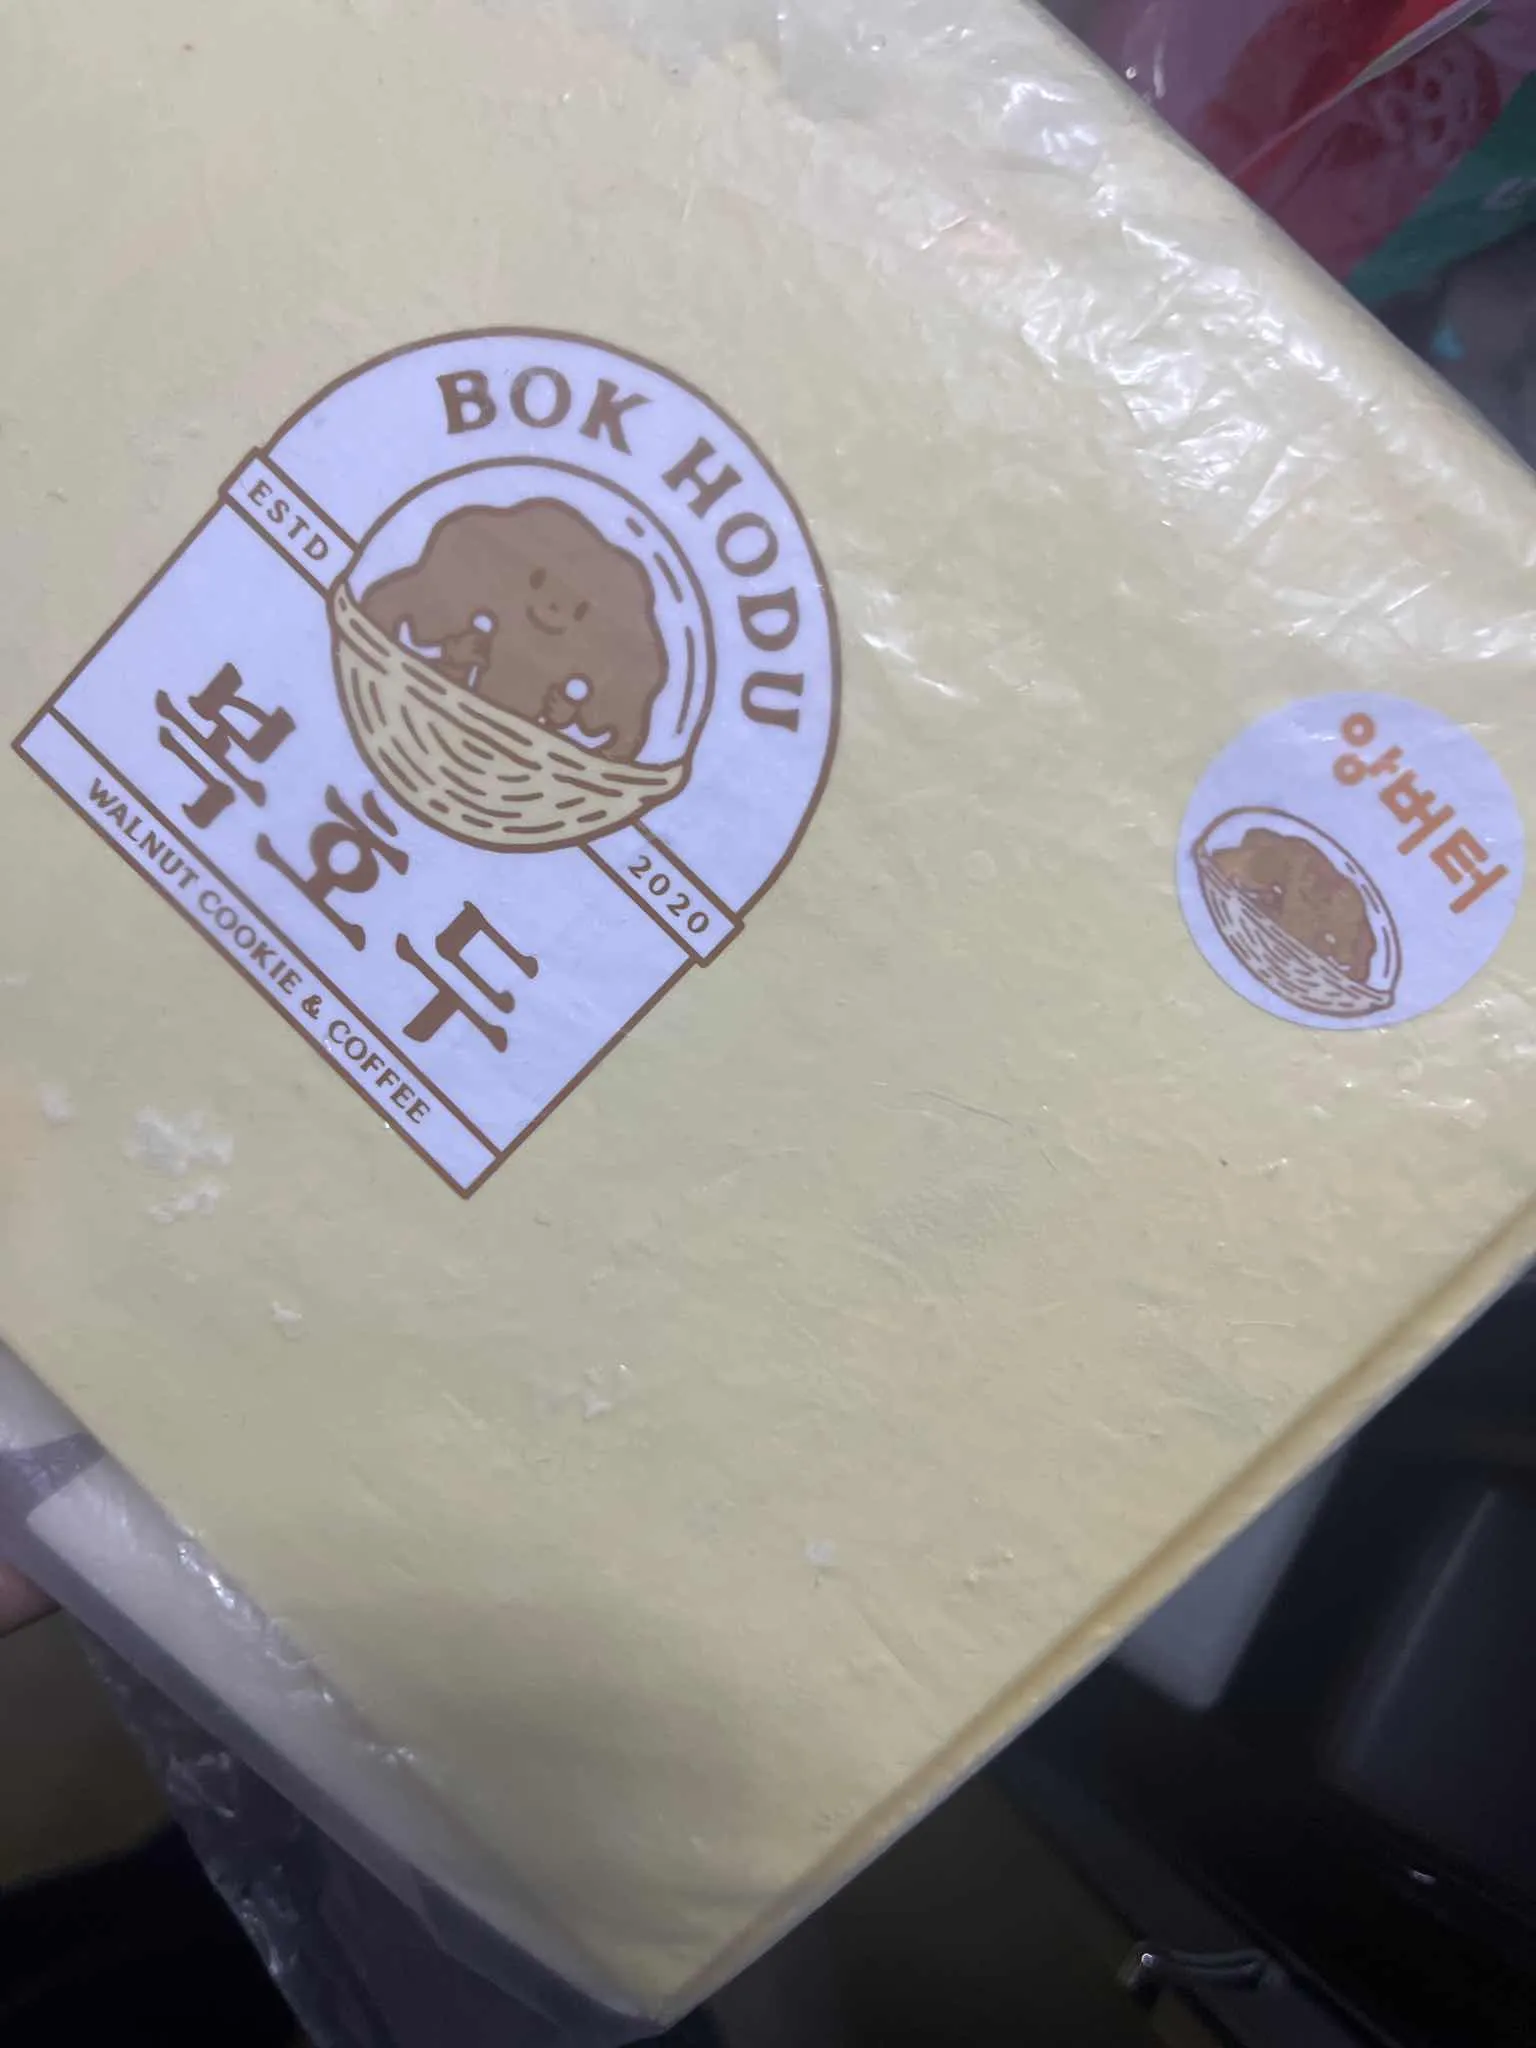 BOK HODU
ESTD
2020
복호두
WALNUT COOKIE & COFFEE
앙버터